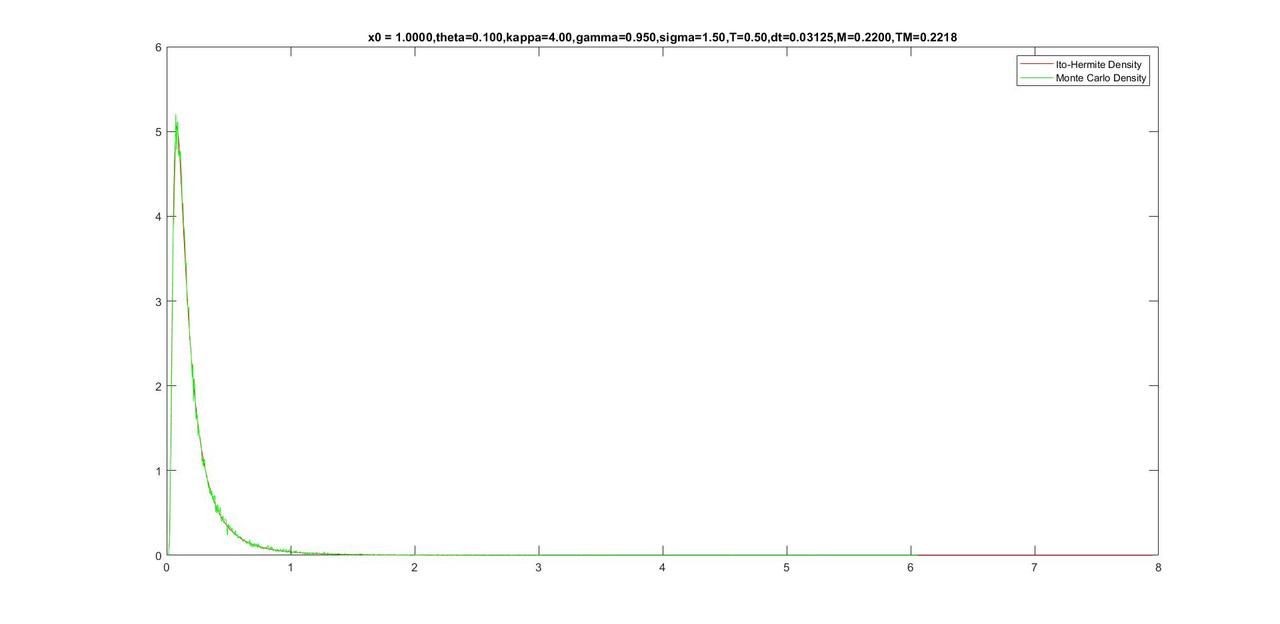 x0 = 1.0000,theta=0.100,kappa=4.00,gamma=0.950,sigma=1.50,T=0.50,dt=0.03125,M=0.2200,TM=0.2218
Ito-Hermite Density
Monte Carlo Density
6
5
4
3
2
1
0
0 1 2 3 4 5 6 7 8